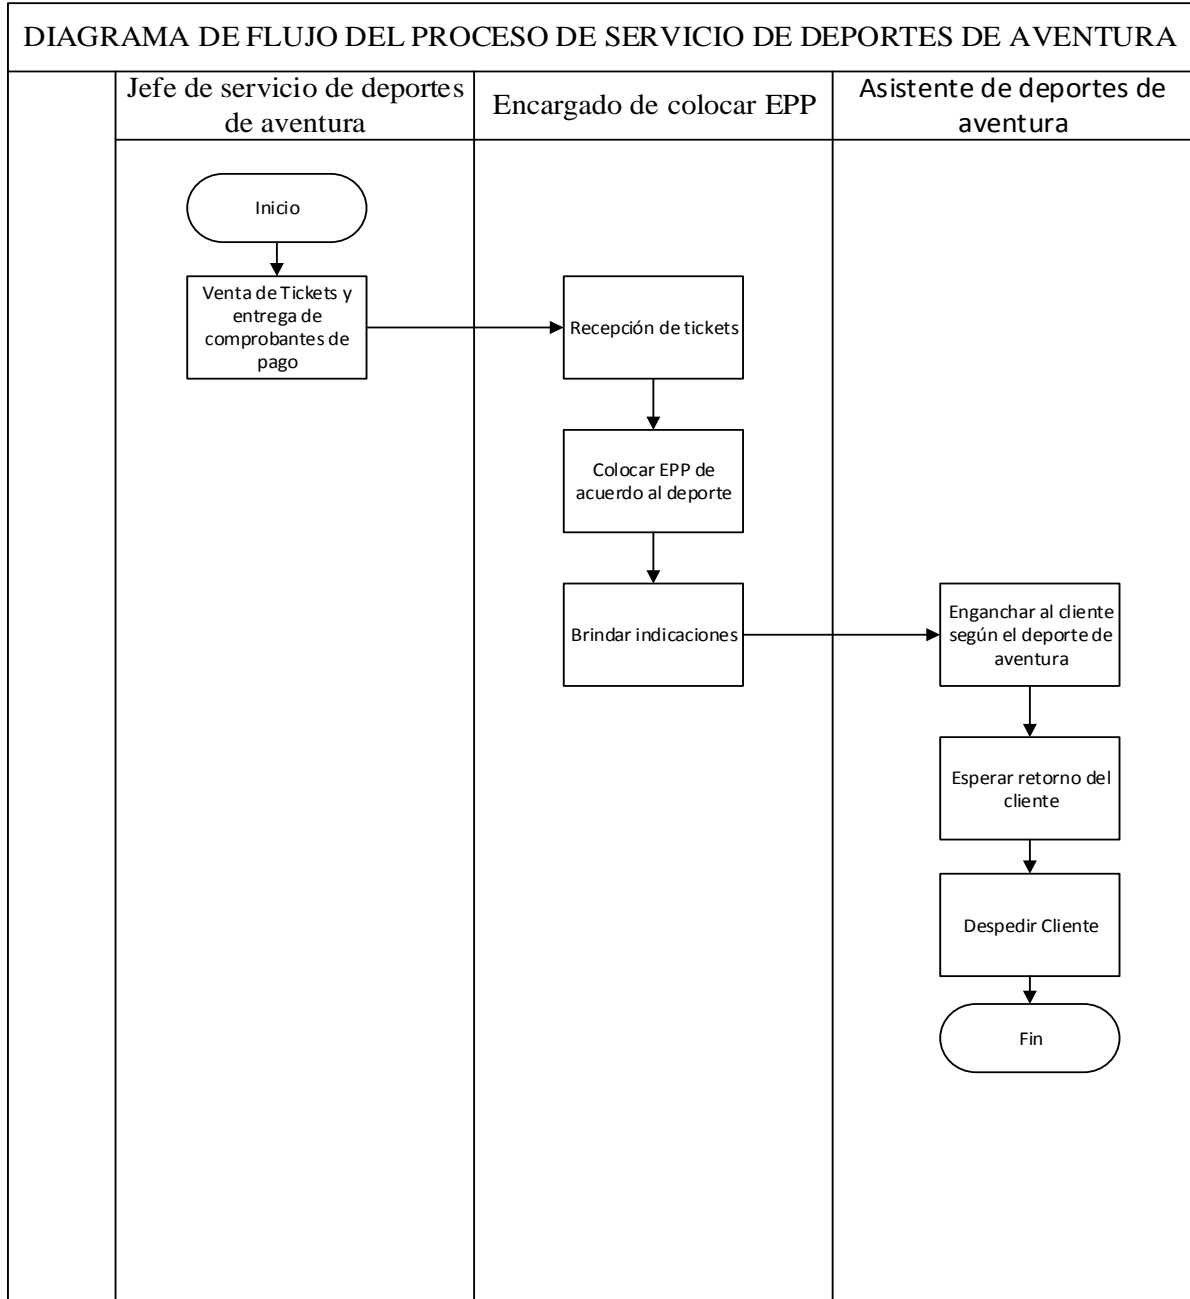 DIAGRAMA DE FLUJO DEL PROCESO DE SERVICIO DE DEPORTES DE AVENTURA
Jefe de servicio de deportes
de aventura
Encargado de colocar EPP
Asistente de deportes de
aventura
Inicio
Venta de Tickets y
entrega de
comprobantes de
pago
Recepción de tickets
Colocar EPP de
acuerdo al deporte
Brindar indicaciones
Enganchar al cliente
según el deporte de
aventura
Esperar retorno del
cliente
Despedir Cliente
Fin